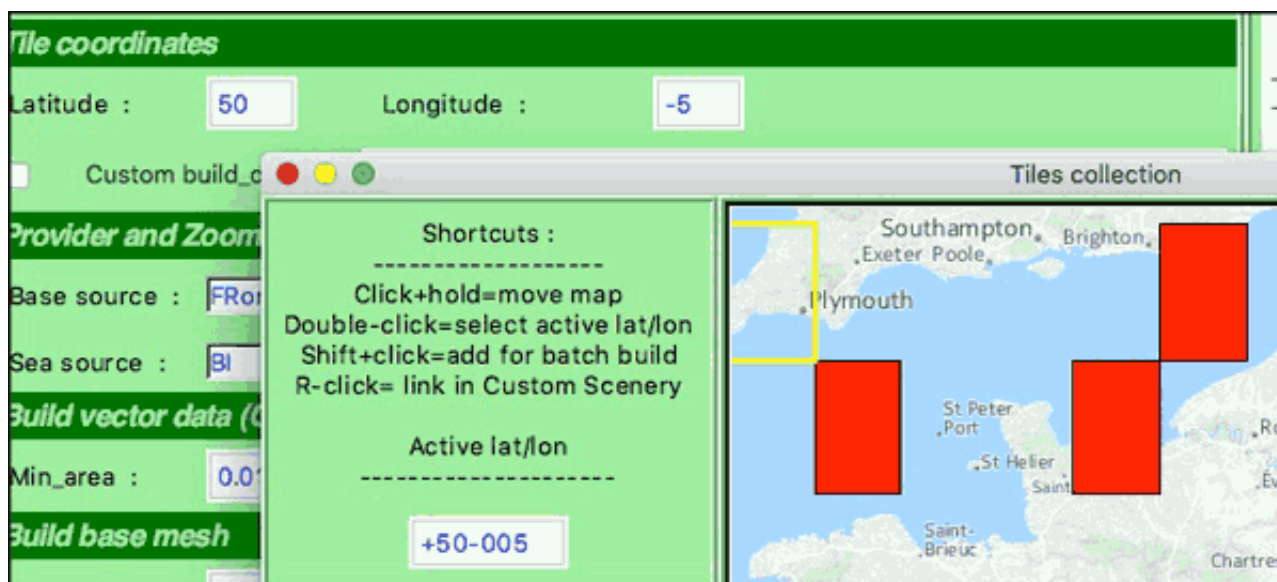 Tile coordinates
Latitude : 50 Longitude : -5
Custom build_
Tiles collection
Provider and Zoom
Base source : FRo
Sea source : BI
Build vector data (
Min_area : 0.0
Build base mesh
Shortcuts :
-------------------
Click+hold=move map
Double-click=select active lat/lon
Shift+click=add for batch build
R-click= link in Custom Scenery
Active lat/lon
---------------------
+50-005
Southampton
Brighton
Exeter Poole
Plymouth
St Peter
Port
St Helier
Saint
Saint-
Brieuc
Chartre